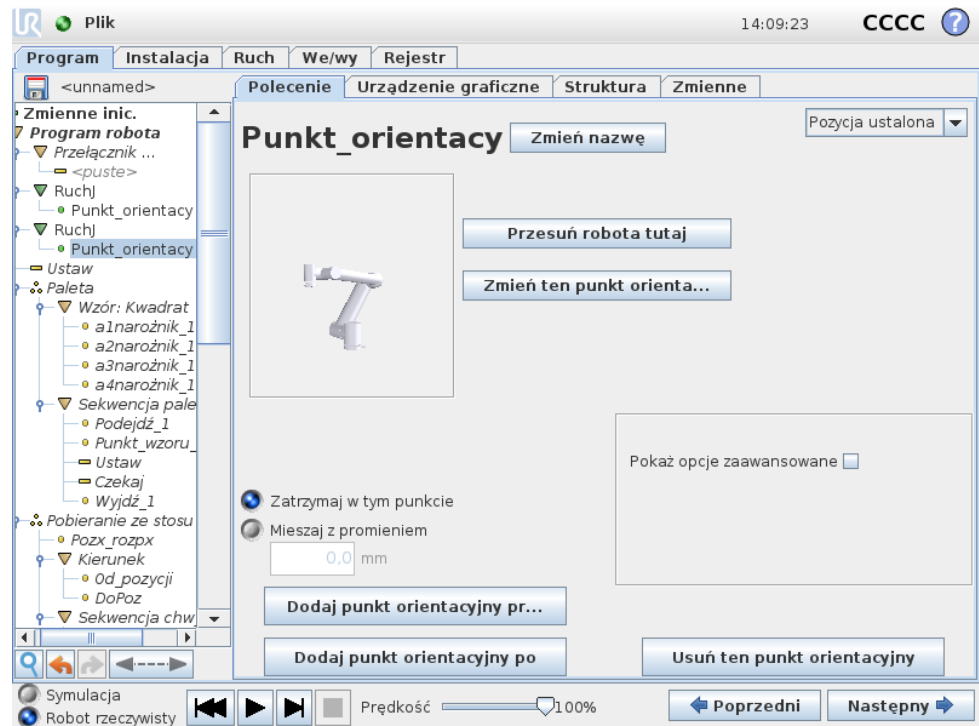 UR Plik 14:09:23 CCCC ?
Program Instalacja Ruch We/wy Rejestr
<unnamed>
Polecenie Urządzenie graficzne Struktura Zmienne
Zmienne inic.
Program robota
Przełącznik ...
<puste>
RuchJ
Punkt_orientacy
RuchJ
Punkt_orientacy
Ustaw
Paleta
Wzór: Kwadrat
a1narożnik_1
a2narożnik_1
a3narożnik_1
a4narożnik_1
Sekwencja pale
Podejdź_1
Punkt_wzoru_
Ustaw
Czekaj
Wyjdź_1
Pobieranie ze stosu
Pozx_rozpx
Kierunek
Od_pozycji
DoPoz
Sekwencja chw
Punkt_orientacy Zmień nazwę
Pozycja ustalona
Przesuń robota tutaj
Zmień ten punkt orienta...
Pokaż opcje zaawansowane
Zatrzymaj w tym punkcie
Mieszaj z promieniem
0,0 mm
Dodaj punkt orientacyjny pr...
Dodaj punkt orientacyjny po
Usuń ten punkt orientacyjny
Symulacja
Robot rzeczywisty
Prędkość 100%
Poprzedni Następny